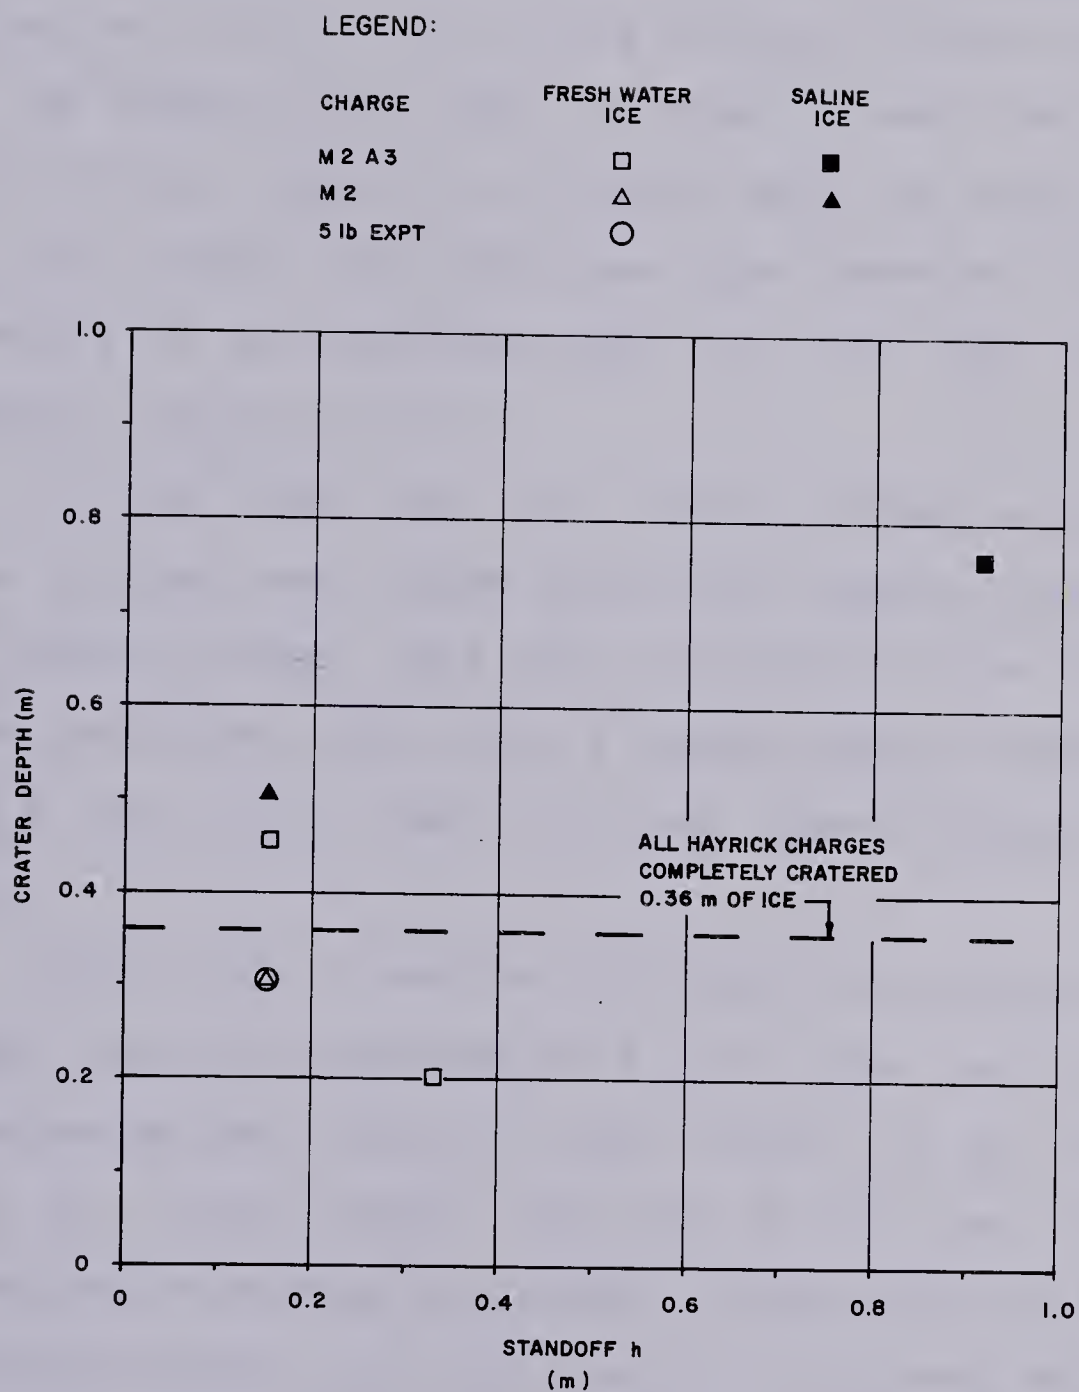 LEGEND:
CHARGE FRESH WATER ICE SALINE ICE
M2 A3
M2
5 lb EXPT
1.0
0.8
0.6
0.4
0.2
0
CRATER DEPTH (m)
ALL HAYRICK CHARGES
COMPLETELY CRATERED
0.36 m OF ICE
0 0.2 0.4 0.6 0.8 1.0
STANDOFF h
(m)